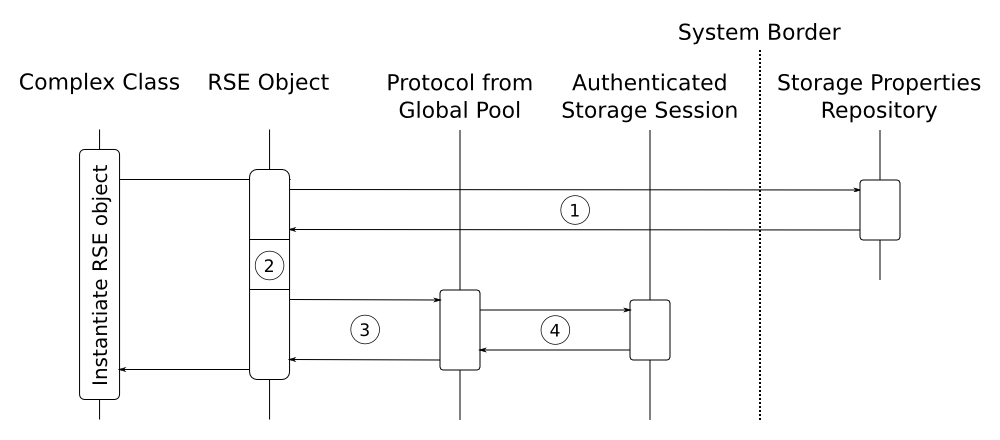 System Border
Complex Class
RSE Object
Protocol from
Global Pool
Authenticated
Storage Session
Storage Properties
Repository
Instantiate RSE object
1
2
3
4